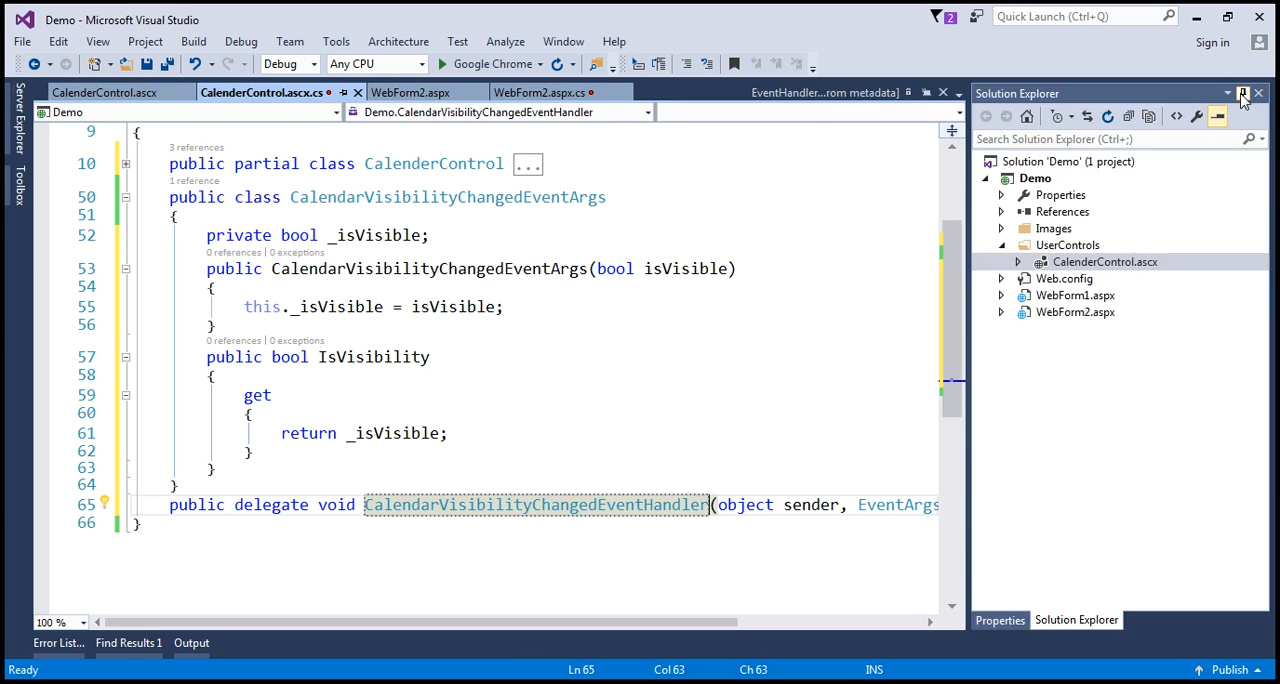 Demo - Microsoft Visual Studio
2
Quick Launch (Ctrl+Q)
File Edit View Project Build Debug Team Tools Architecture Test Analyze Window Help
Sign in
Debug Any CPU Google Chrome
CalenderControl.ascx CalenderControl.ascx.cs WebForm2.aspx WebForm2.aspx.cs EventHandler...rom metadata]
Demo Demo.CalendarVisibilityChangedEventHandler
Server Explorer
Toolbox
9 {
3 references
10 public partial class CalenderControl ...
1 reference
50 public class CalendarVisibilityChangedEventArgs
51 {
52 private bool _isVisible;
0 references | 0 exceptions
53 public CalendarVisibilityChangedEventArgs(bool isVisible)
54 {
55 this._isVisible = isVisible;
56 }
0 references | 0 exceptions
57 public bool IsVisibility
58 {
59 get
60 {
61 return _isVisible;
62 }
63 }
64 }
65 public delegate void CalendarVisibilityChangedEventHandler(object sender, EventArgs
66 }
100 %
Solution Explorer
Search Solution Explorer (Ctrl+;)
Solution 'Demo' (1 project)
Demo
Properties
References
Images
UserControls
CalenderControl.ascx
Web.config
WebForm1.aspx
WebForm2.aspx
Properties Solution Explorer
Error List... Find Results 1 Output
Ready Ln 65 Col 63 Ch 63 INS Publish